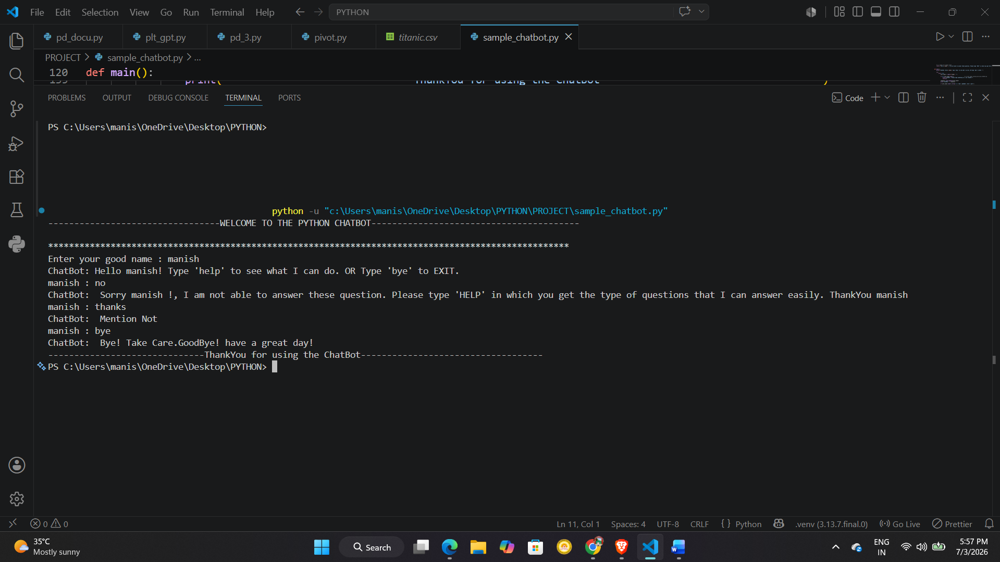 File Edit Selection View Go Run Terminal Help
PYTHON
pd_docu.py plt_gpt.py pd_3.py pivot.py titanic.csv sample_chatbot.py
PROJECT > sample_chatbot.py > ...
120 def main():
print( ThankYou for using the ChatBot )
PROBLEMS OUTPUT DEBUG CONSOLE TERMINAL PORTS
Code
PS C:\Users\manis\OneDrive\Desktop\PYTHON>
python -u "c:\Users\manis\OneDrive\Desktop\PYTHON\PROJECT\sample_chatbot.py"
---------------------------------WELCOME TO THE PYTHON CHATBOT----------------------------------------
****************************************************************************************************
Enter your good name : manish
ChatBot: Hello manish! Type 'help' to see what I can do. OR Type 'bye' to EXIT.
manish : no
ChatBot:  Sorry manish !, I am not able to answer these question. Please type 'HELP' in which you get the type of questions that I can answer easily. ThankYou manish
manish : thanks
ChatBot:  Mention Not
manish : bye
ChatBot:  Bye! Take Care.GoodBye! have a great day!
------------------------------ThankYou for using the ChatBot-----------------------------------
PS C:\Users\manis\OneDrive\Desktop\PYTHON>
0 0 Ln 11, Col 1 Spaces: 4 UTF-8 CRLF { } Python .venv (3.13.7.final.0) Go Live Prettier
35°C
Mostly sunny
Search
ENG
IN
5:57 PM
7/3/2026